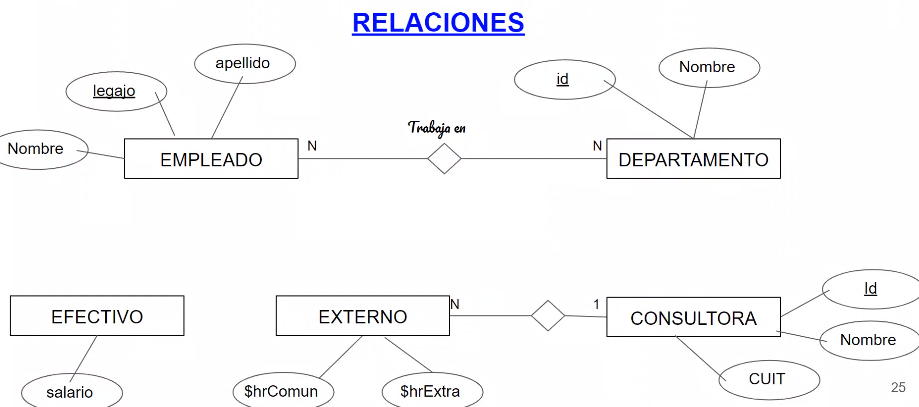 RELACIONES
apellido
legajo
Nombre
id
Nombre
Trabaja en
EMPLEADO
N
N
DEPARTAMENTO
EFECTIVO
EXTERNO
N
1
CONSULTORA
Id
Nombre
salario
$hrComun
$hrExtra
CUIT
25